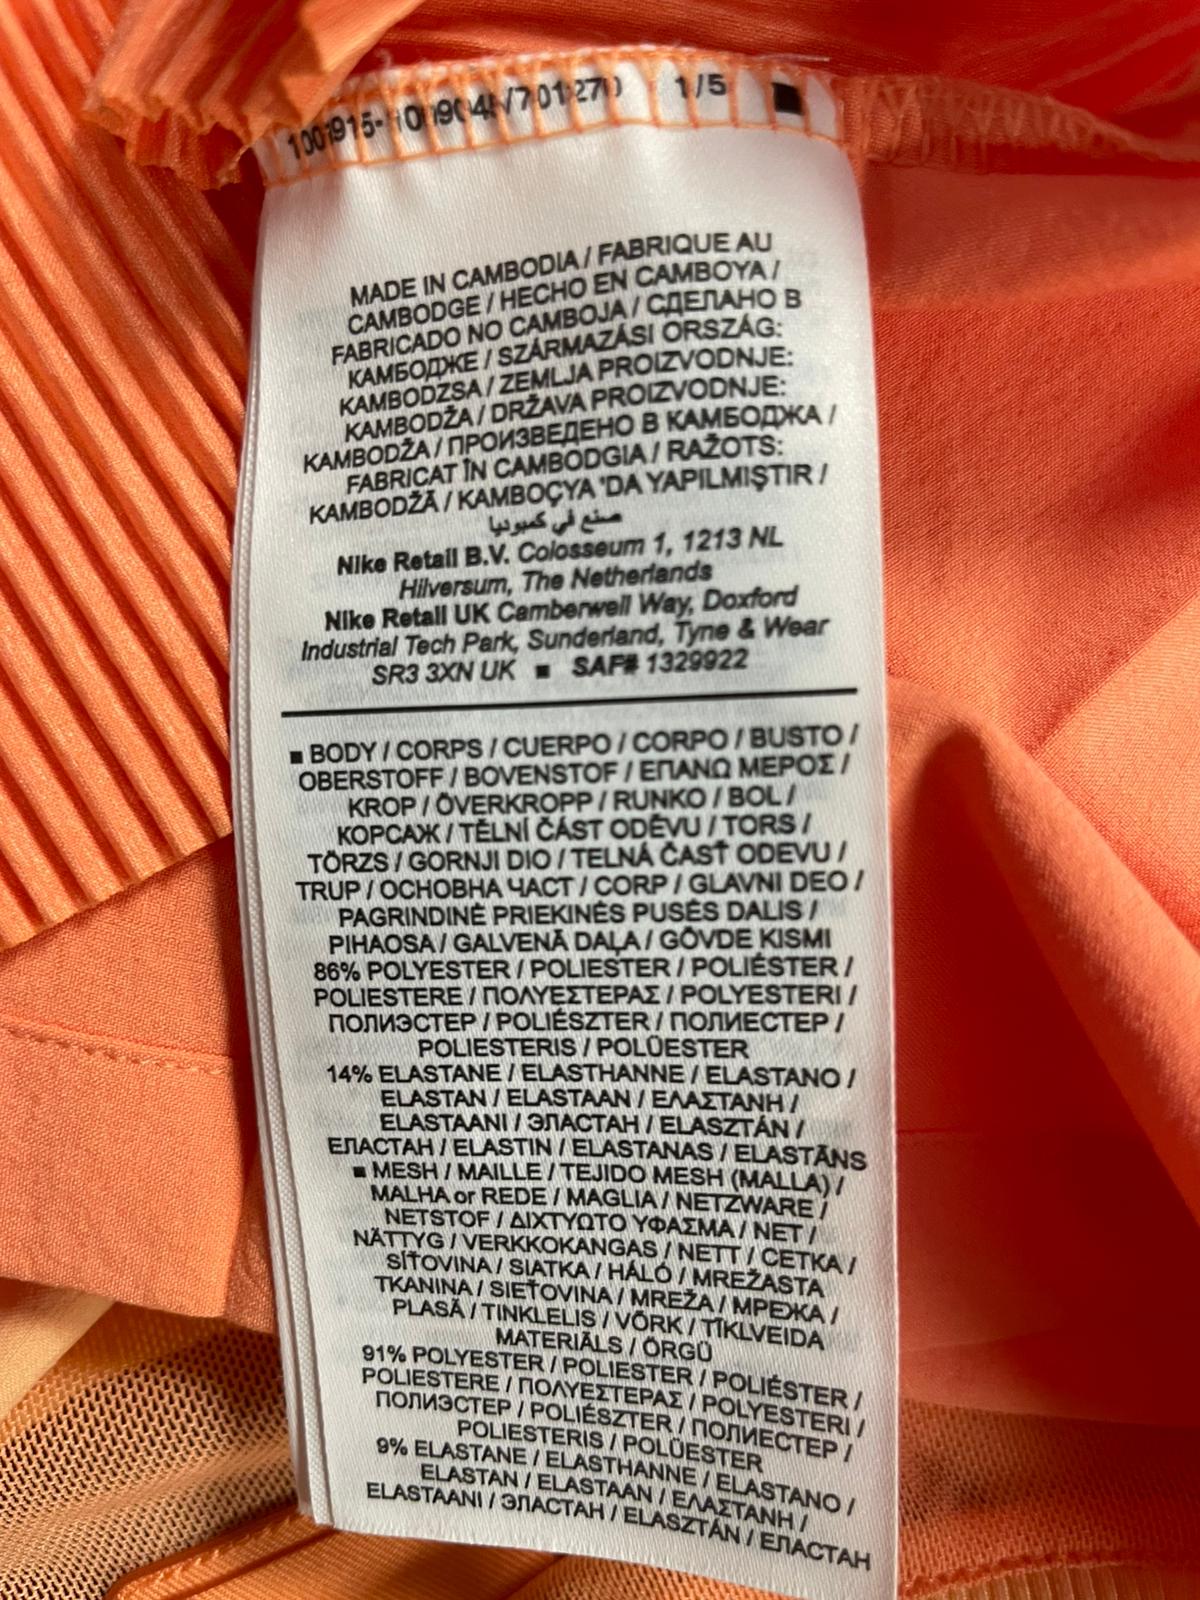 1/5 ■
MADE IN CAMBODIA / FABRIQUE AU
CAMBODGE / HECHO EN CAMBOYA /
FABRICADO NO CAMBOJA / СДЕЛАНО В
КАМБОДЖЕ / SZÁRMAZÁSI ORSZÁG:
KAMBODZSA / ZEMLJA PROIZVODNJE:
KAMBODŽA / DRŽAVA PROIZVODNJE:
KAMBODŽA / ПРОИЗВЕДЕНО В КАМБОДЖА /
FABRICAT ÎN CAMBODGIA / RAŽOTS:
KAMBODŽĀ / KAMBOÇYA 'DA YAPILMIŞTIR /
صنع في كمبوديا
Nike Retail B.V. Colosseum 1, 1213 NL
Hilversum, The Netherlands
Nike Retail UK Camberwell Way, Doxford
Industrial Tech Park, Sunderland, Tyne & Wear
SR3 3XN UK ■ SAF# 1329922
■ BODY / CORPS / CUERPO / CORPO / BUSTO /
OBERSTOFF / BOVENSTOF / ΕΠΑΝΩ ΜΕΡΟΣ /
KROP / ÖVERKROPP / RUNKO / BOL /
КОРСАЖ / TĚLNÍ ČÁST ODĚVU / TORS /
TÖRZS / GORNJI DIO / TELNÁ ČASŤ ODEVU /
TRUP / ОСНОВНА ЧАСТ / CORP / GLAVNI DEO /
PAGRINDINĖ PRIEKINĖS PUSĖS DALIS /
PIHAOSA / GALVENĀ DAĻA / GÖVDE KISMI
86% POLYESTER / POLIESTER / POLIÉSTER /
POLIESTERE / ΠΟΛΥΕΣΤΕΡΑΣ / POLYESTERI /
ПОЛИЭСТЕР / POLIÉSZTER / ПОЛИЕСТЕР /
POLIESTERIS / POLÜESTER
14% ELASTANE / ELASTHANNE / ELASTANO /
ELASTAN / ELASTAAN / ΕΛΑΣΤΑΝΗ /
ELASTAANI / ЭЛАСТАН / ELASZTÁN /
ЕЛАСТАН / ELASTIN / ELASTANAS / ELASTĀNS
■ MESH / MAILLE / TEJIDO MESH (MALLA) /
MALHA or REDE / MAGLIA / NETZWARE /
NETSTOF / ΔΙΧΤΥΩΤΟ ΥΦΑΣΜΑ / NET /
NÄTTYG / VERKKOKANGAS / NETT / СЕТКА /
SÍŤOVINA / SIATKA / HÁLÓ / MREŽASTA
TKANINA / SIEŤOVINA / MREŽA / МРЕЖА /
PLASĂ / TINKLELIS / VÕRK / TĪKLVEIDA
MATERIĀLS / ÖRGÜ
91% POLYESTER / POLIESTER / POLIÉSTER /
POLIESTERE / ΠΟΛΥΕΣΤΕΡΑΣ / POLYESTERI /
ПОЛИЭСТЕР / POLIÉSZTER / ПОЛИЕСТЕР /
POLIESTERIS / POLÜESTER
9% ELASTANE / ELASTHANNE / ELASTANO /
ELASTAN / ELASTAAN / ΕΛΑΣΤΑΝΗ /
ELASTAANI / ЭЛАСТАН / ELASZTÁN / ЕЛАСТАН